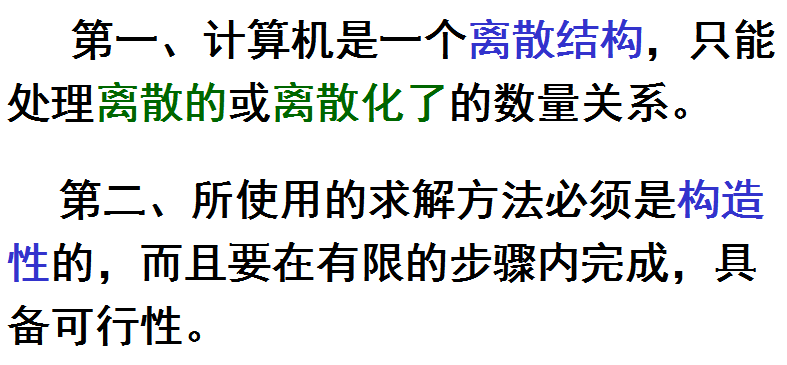 第一、计算机是一个离散结构，只能
处理离散的或离散化了的数量关系。
第二、所使用的求解方法必须是构造
性的，而且要在有限的步骤内完成，具
备可行性。